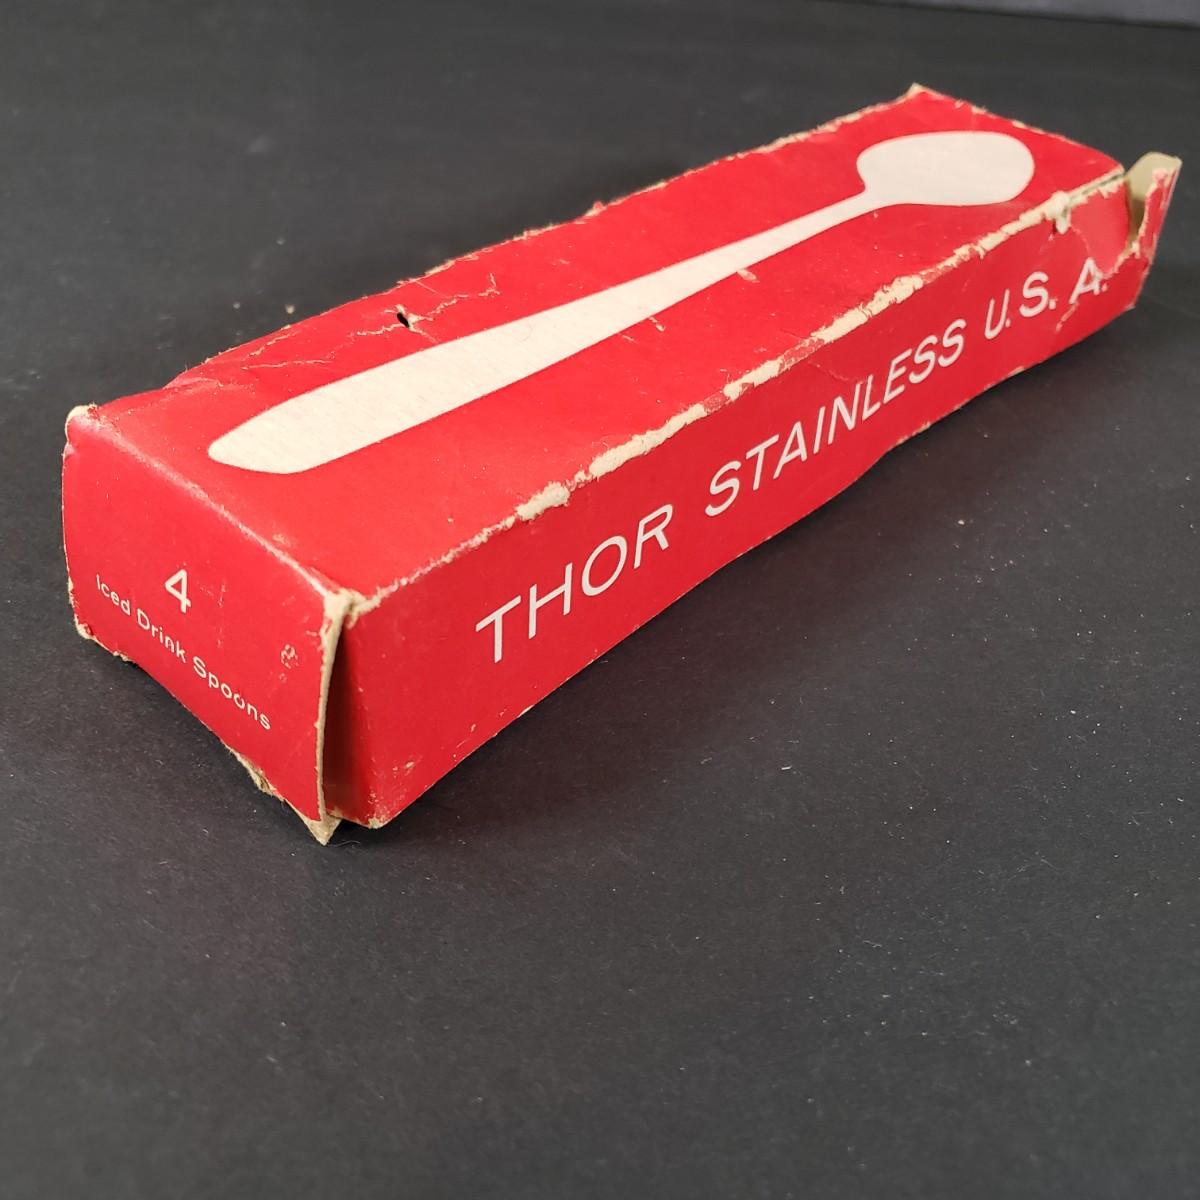 4
Iced Drink Spoons
THOR STAINLESS U.S.A.